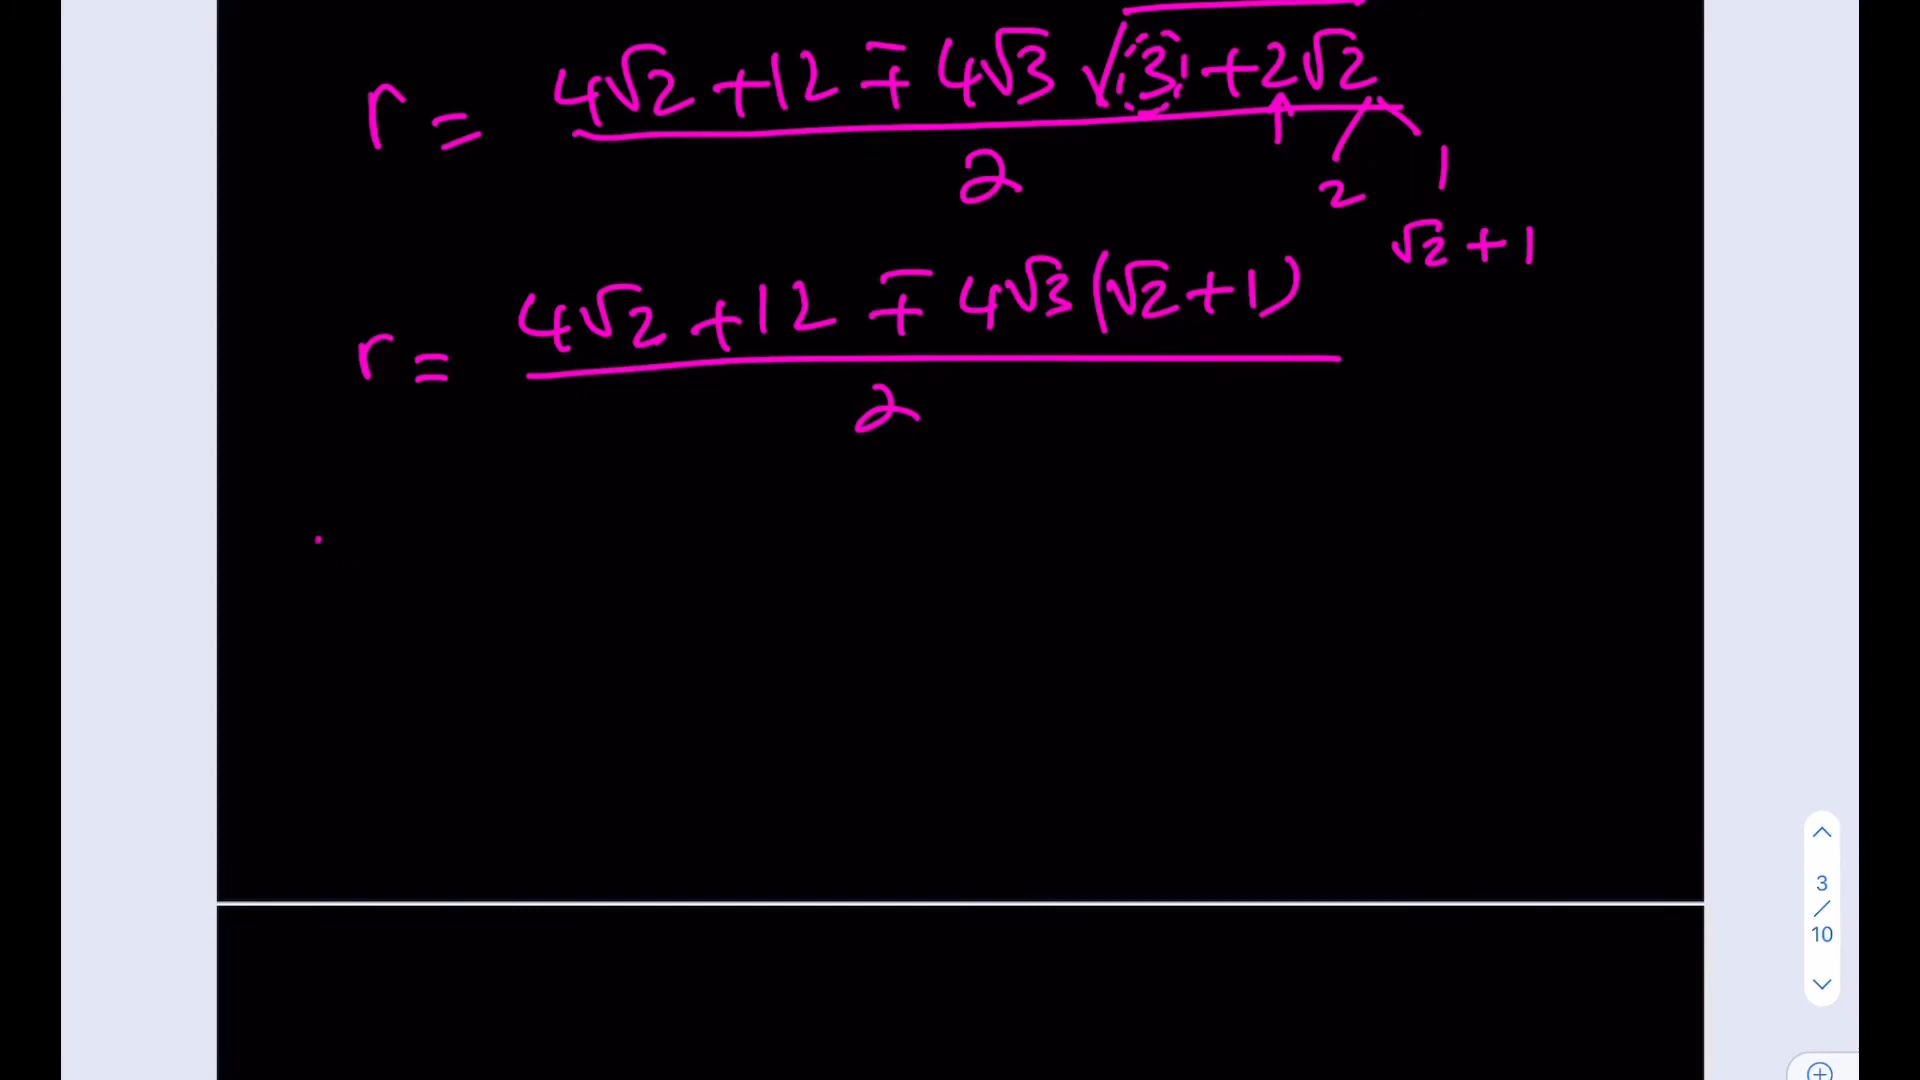 r = 4√2 + 12 ∓ 4√3 √(3 + 2√2)
2
2 1
√2 + 1
r = 4√2 + 12 ∓ 4√3 (√2 + 1)
2
3
/
10